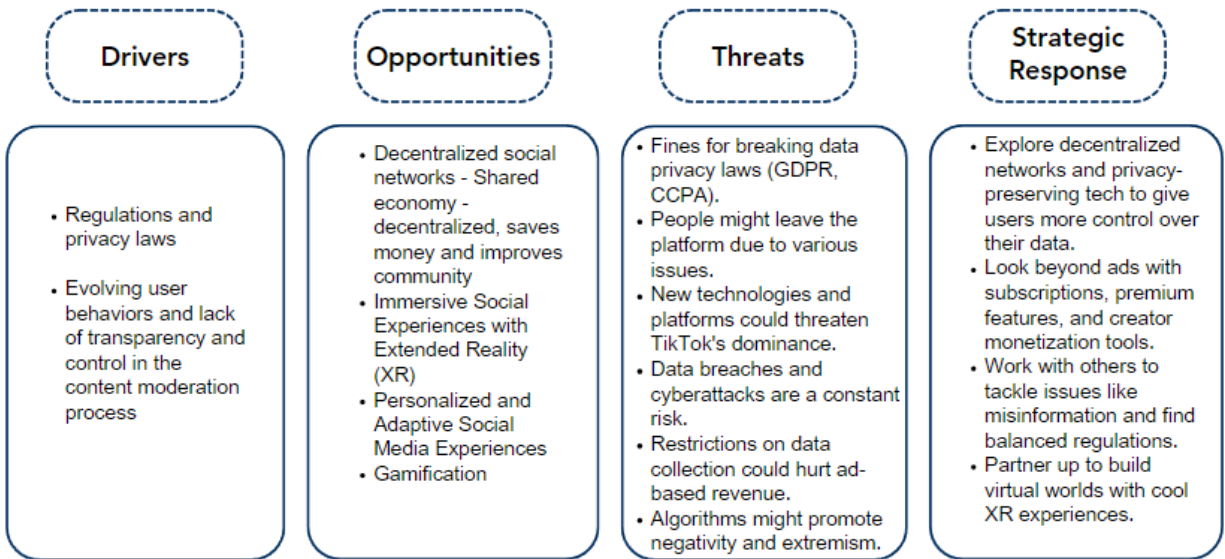 Drivers
Opportunities
Threats
Strategic
Response
• Regulations and
privacy laws
• Evolving user
behaviors and lack
of transparency and
control in the
content moderation
process
• Decentralized social
networks - Shared
economy -
decentralized, saves
money and improves
community
• Immersive Social
Experiences with
Extended Reality
(XR)
• Personalized and
Adaptive Social
Media Experiences
• Gamification
• Fines for breaking data
privacy laws (GDPR,
CCPA).
• People might leave the
platform due to various
issues.
• New technologies and
platforms could threaten
TikTok's dominance.
• Data breaches and
cyberattacks are a constant
risk.
• Restrictions on data
collection could hurt ad-
based revenue.
• Algorithms might promote
negativity and extremism.
• Explore decentralized
networks and privacy-
preserving tech to give
users more control over
their data.
• Look beyond ads with
subscriptions, premium
features, and creator
monetization tools.
• Work with others to
tackle issues like
misinformation and find
balanced regulations.
• Partner up to build
virtual worlds with cool
XR experiences.